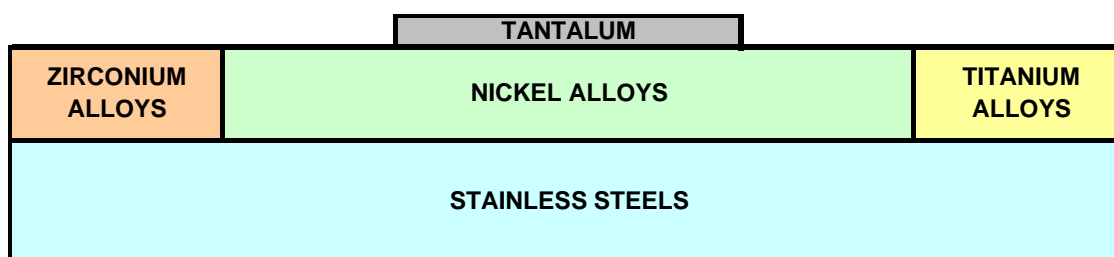 TANTALUM
ZIRCONIUM
ALLOYS
NICKEL ALLOYS
TITANIUM
ALLOYS
STAINLESS STEELS